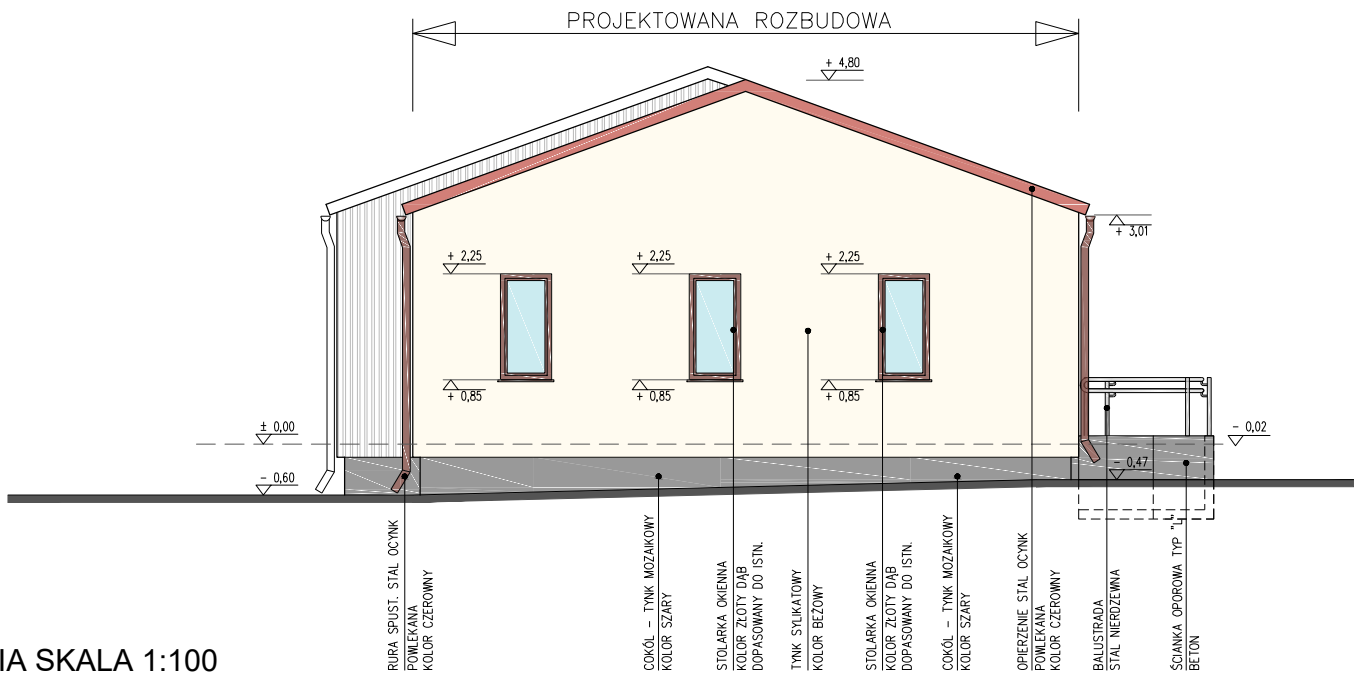 PROJEKTOWANA ROZBUDOWA
+ 4,80
+ 3,01
+ 2,25
+ 2,25
+ 2,25
+ 0,85
+ 0,85
+ 0,85
± 0,00
- 0,02
- 0,47
- 0,60
RURA SPUST. STAL OCYNK
POWLEKANA
KOLOR CZEROWNY
COKÓL - TYNK MOZAIKOWY
KOLOR SZARY
STOLARKA OKIENNA
KOLOR ZŁOTY DĄB
DOPASOWANY DO ISTN.
TYNK SYLIKATOWY
KOLOR BEŻOWY
STOLARKA OKIENNA
KOLOR ZŁOTY DĄB
DOPASOWANY DO ISTN.
COKÓL - TYNK MOZAIKOWY
KOLOR SZARY
OPIERZENIE STAL OCYNK
POWLEKANA
KOLOR CZEROWNY
BALUSTRADA
STAL NIERDZEWNA
ŚCIANKA OPOROWA TYP "L"
BETON
IA SKALA 1:100